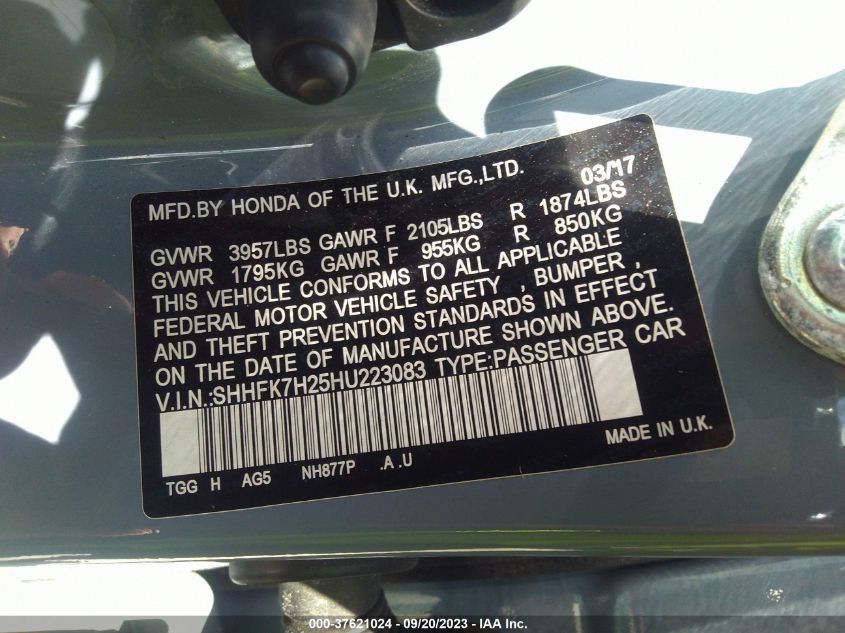 MFD.BY HONDA OF THE U.K. MFG.,LTD. 03/17
GVWR 3957LBS GAWR F 2105LBS R 1874LBS
GVWR 1795KG GAWR F 955KG R 850KG
THIS VEHICLE CONFORMS TO ALL APPLICABLE
FEDERAL MOTOR VEHICLE SAFETY , BUMPER ,
AND THEFT PREVENTION STANDARDS IN EFFECT
ON THE DATE OF MANUFACTURE SHOWN ABOVE.
V.I.N.:SHHFK7H25HU223083 TYPE:PASSENGER CAR
MADE IN U.K.
TGG H AG5 NH877P .A .U
000-37621024 - 09/20/2023 - IAA Inc.